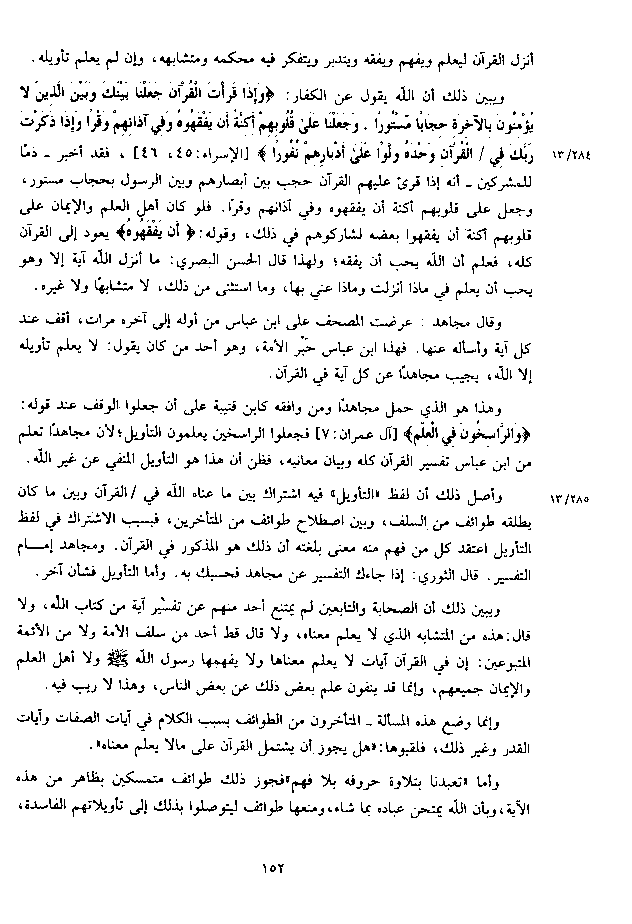 أنزل القرآن ليعلم ويفهم ويفقه ويتدبر ويتفكر فيه محكمه ومتشابهه، وإن لم يعلم تأويله.
ويبين ذلك أن الله يقول عن الكفار: ﴿وَإِذَا قَرَأْتَ الْقُرْآنَ جَعَلْنَا بَيْنَكَ وَبَيْنَ الَّذِينَ لا
يُؤْمِنُونَ بِالآخِرَةِ حِجَابًا مَّسْتُورًا . وَجَعَلْنَا عَلَىٰ قُلُوبِهِمْ أَكِنَّةً أَن يَفْقَهُوهُ وَفِي آذَانِهِمْ وَقْرًا وَإِذَا ذَكَرْتَ
١٣/٢٨٤ رَبَّكَ فِي / الْقُرْآنِ وَحْدَهُ وَلَّوْا عَلَىٰ أَدْبَارِهِمْ نُفُورًا﴾ [الإسراء:٤٥، ٤٦] ، فقد أخبر ـ ذمًا
للمشركين ـ أنه إذا قرئ عليهم القرآن حجب بين أبصارهم وبين الرسول بحجاب مستور،
وجعل على قلوبهم أكنة أن يفقهوه وفي آذانهم وقرًا. فلو كان أهل العلم والإيمان على
قلوبهم أكنة أن يفقهوا بعضه لشاركوهم في ذلك، وقوله: ﴿أَن يَفْقَهُوهُ﴾ يعود إلى القرآن
كله، فعلم أن الله يحب أن يفقه؛ ولهذا قال الحسن البصري: ما أنزل الله آية إلا وهو
يحب أن يعلم في ماذا أنزلت وماذا عني بها، وما استثنى من ذلك، لا متشابهًا ولا غيره.
وقال مجاهد : عرضت المصحف على ابن عباس من أوله إلى آخره مرات، أقف عند
كل آية وأسأله عنها. فهذا ابن عباس حَبْر الأمة، وهو أحد من كان يقول: لا يعلم تأويله
إلا الله، يجيب مجاهدًا عن كل آية في القرآن.
وهذا هو الذي حمل مجاهدًا ومن وافقه كابن قتيبة على أن جعلوا الوقف عند قوله:
﴿وَالرَّاسِخُونَ فِي الْعِلْمِ﴾ [آل عمران: ٧] فجعلوا الراسخين يعلمون التأويل؛ لأن مجاهدًا تعلم
من ابن عباس تفسير القرآن كله وبيان معانيه، فظن أن هذا هو التأويل المنفي عن غير الله.
١٣/٢٨٥ وأصل ذلك أن لفظ «التأويل» فيه اشتراك بين ما عناه الله في / القرآن وبين ما كان
يطلقه طوائف من السلف، وبين اصطلاح طوائف من المتأخرين، فبسبب الاشتراك في لفظ
التأويل اعتقد كل من فهم منه معنى بلغته أن ذلك هو المذكور في القرآن. ومجاهد إمـام
التفسير. قال الثوري: إذا جاءك التفسير عن مجاهد فحسبك به. وأما التأويل فشأن آخر.
ويبين ذلك أن الصحابة والتابعين لم يمتنع أحد منهم عن تفسير آية من كتاب الله، ولا
قال: هذه من المتشابه الذي لا يعلم معناه، ولا قال قط أحد من سلف الأمة ولا من الأئمة
المتبوعين: إن في القرآن آيات لا يعلم معناها ولا يفهمها رسول الله ﷺ ولا أهل العلم
والإيمان جميعهم، وإنما قد ينفون علم بعض ذلك عن بعض الناس، وهذا لا ريب فيه.
وإنما وضع هذه المسألة ـ المتأخرون من الطوائف بسبب الكلام في آيات الصفات وآيات
القدر وغير ذلك، فلقبوها: «هل يجوز أن يشتمل القرآن على مالا يعلم معناه».
وأما «تعبدنا بتلاوة حروفه بلا فهم» فجوز ذلك طوائف متمسكين بظاهر من هذه
الآية، وبأن الله يمتحن عباده بما شاء، ومنعها طوائف ليتوصلوا بذلك إلى تأويلاتهم الفاسدة،
١٥٢